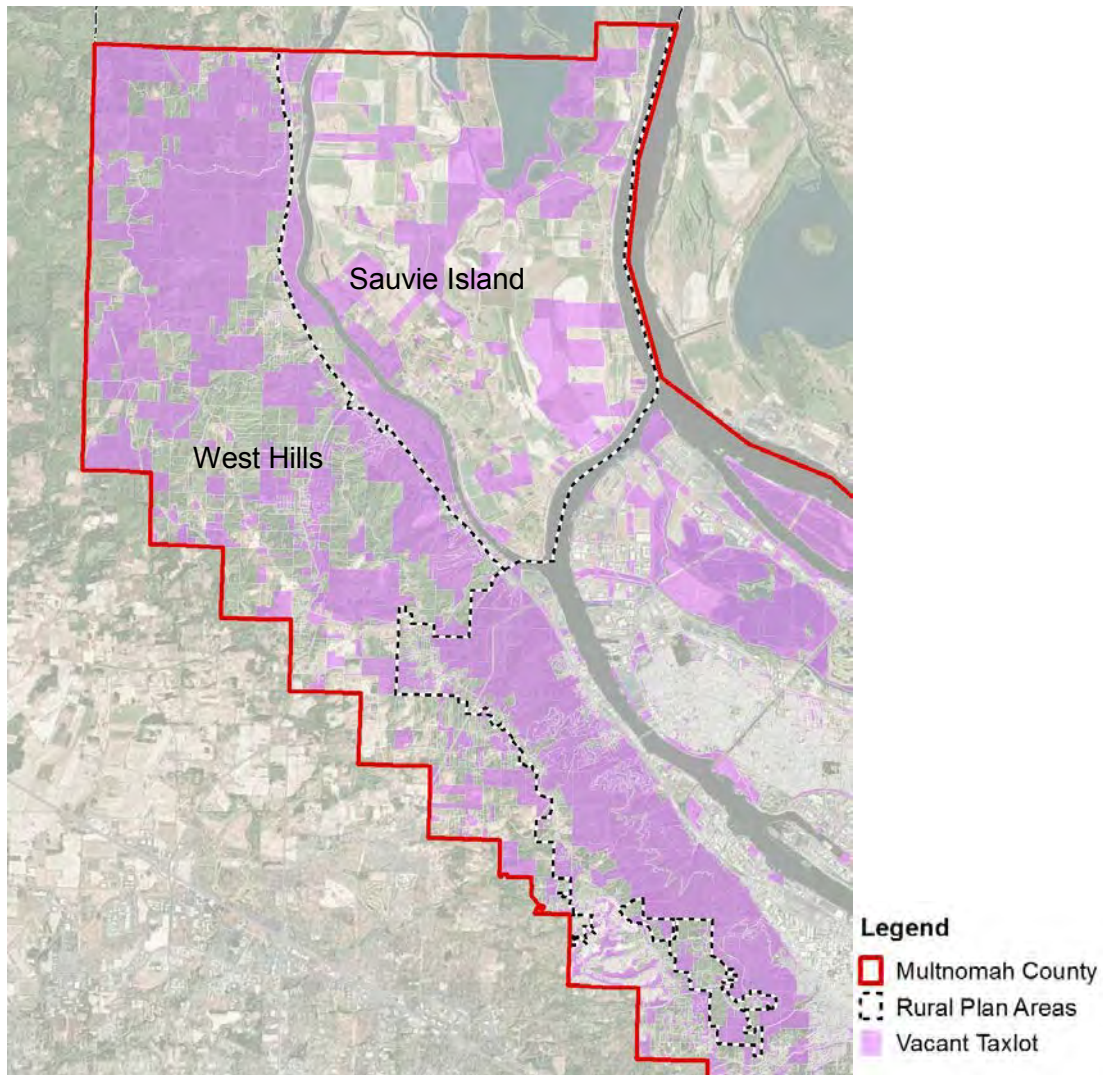 Sauvie Island
West Hills
Legend
Multnomah County
Rural Plan Areas
Vacant Taxlot